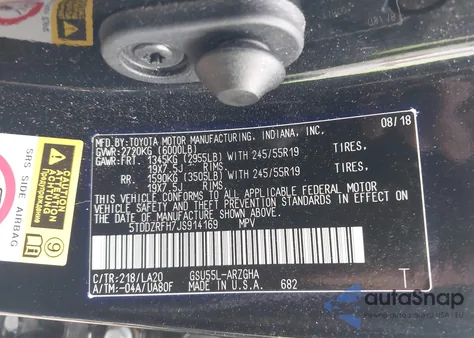 MFD.BY:TOYOTA MOTOR MANUFACTURING, INDIANA, INC. 08/18
GVWR:2720KG (6000LB)
GAWR:FRT. 1345KG (2955LB) WITH 245/55R19 TIRES,
19X7.5J RIMS
RR. 1590KG (3505LB) WITH 245/55R19 TIRES,
19X7.5J RIMS
THIS VEHICLE CONFORMS TO ALL APPLICABLE FEDERAL MOTOR
VEHICLE SAFETY AND THEFT PREVENTION STANDARDS IN EFFECT ON
THE DATE OF MANUFACTURE SHOWN ABOVE.
5TDDZRFH7JS914169 MPV
C/TR:218/LA20 GSU55L-ARZGHA
A/TM:-04A/UA80F MADE IN U.S.A. 682 T
SRS SIDE AIRBAG
CAUTION
autoSnap